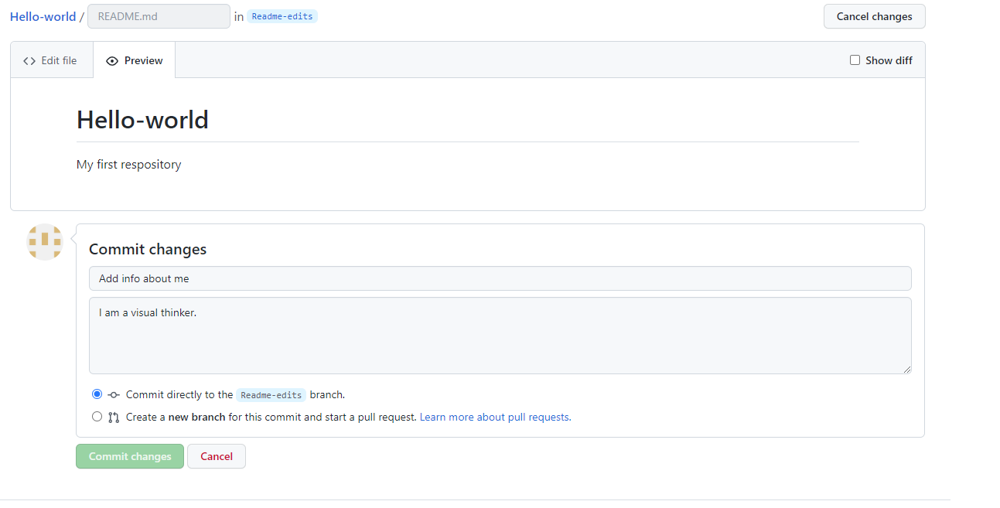 Hello-world / README.md in Readme-edits Cancel changes
<> Edit file Preview Show diff
Hello-world
My first respository
Commit changes
Add info about me
I am a visual thinker.
Commit directly to the Readme-edits branch.
Create a new branch for this commit and start a pull request. Learn more about pull requests.
Commit changes Cancel